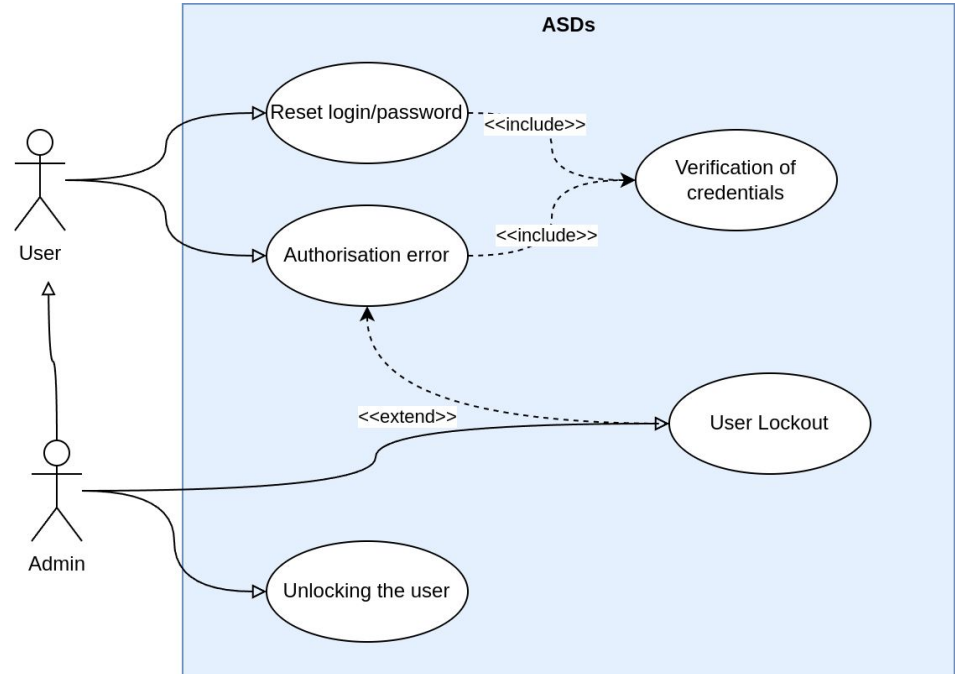 ASDs
Reset login/password
<<include>>
Verification of
credentials
<<include>>
Authorisation error
User
<<extend>>
User Lockout
Admin
Unlocking the user